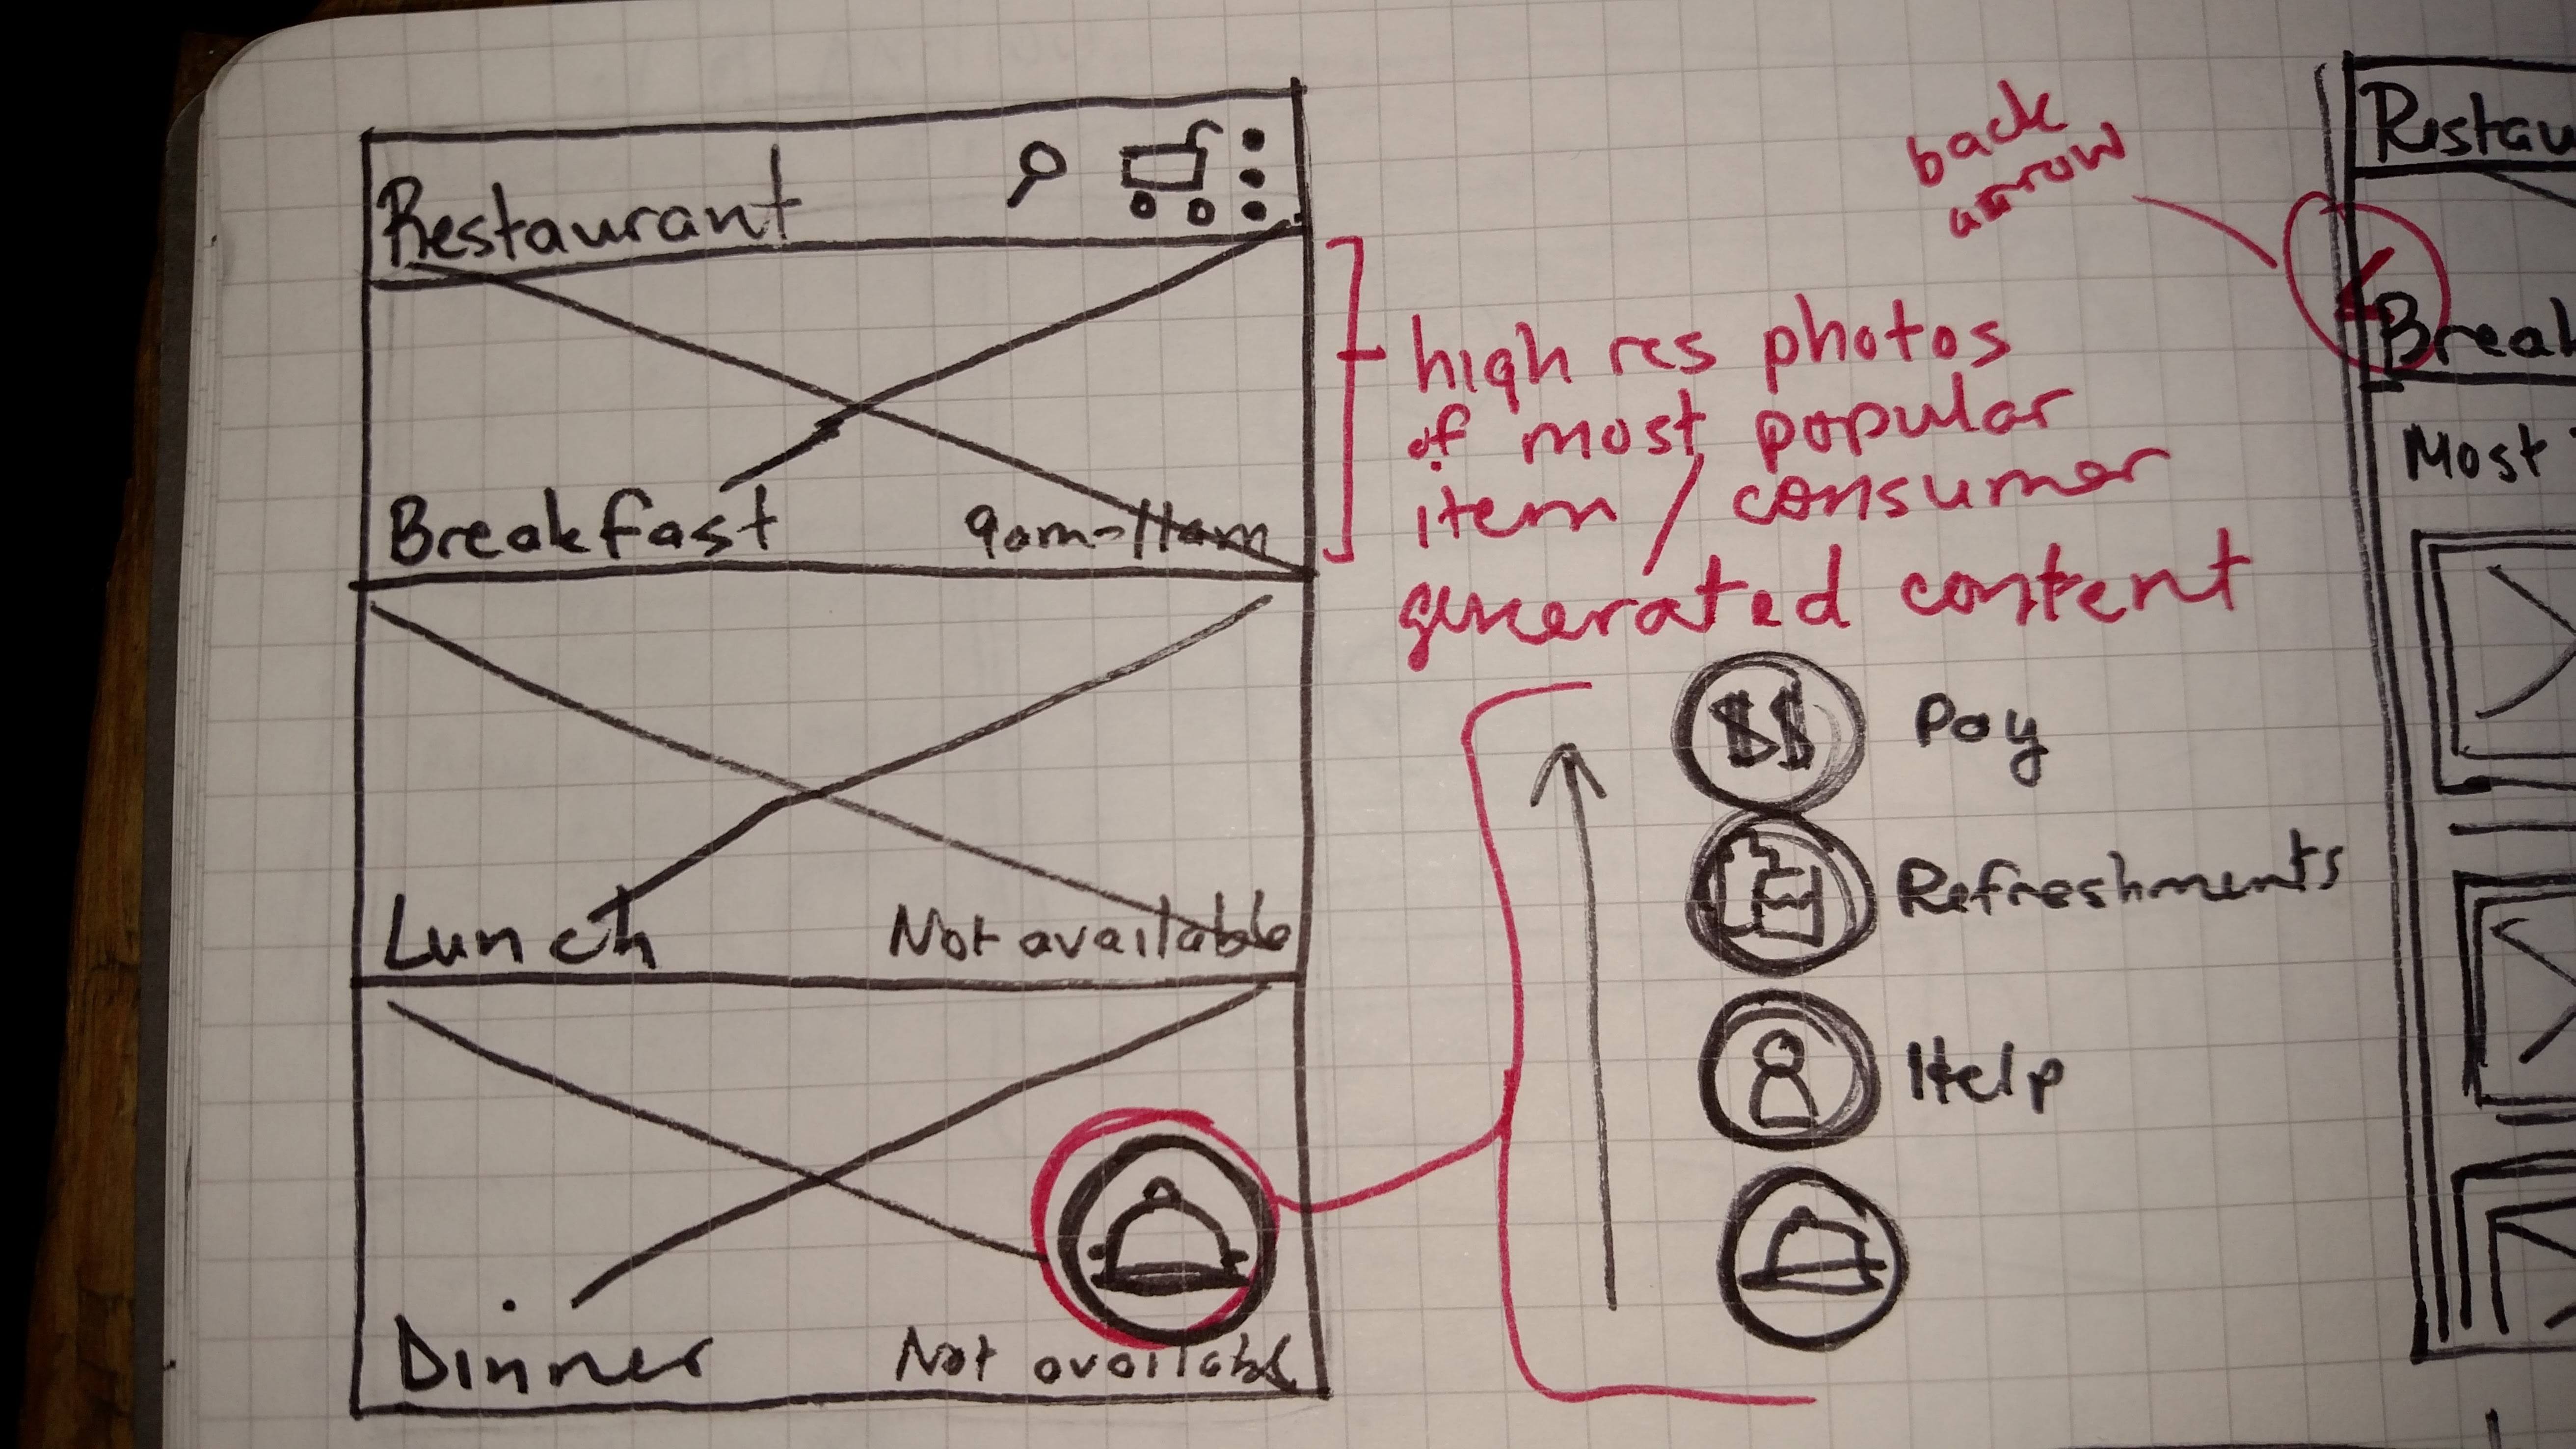 Restaurant
Breakfast 9am-11am
Lunch Not available
Dinner Not available
high res photos
of most popular
item / consumer
generated content
$$ Pay
Refreshments
Help
back
arrow
Restau
<
Break
Most